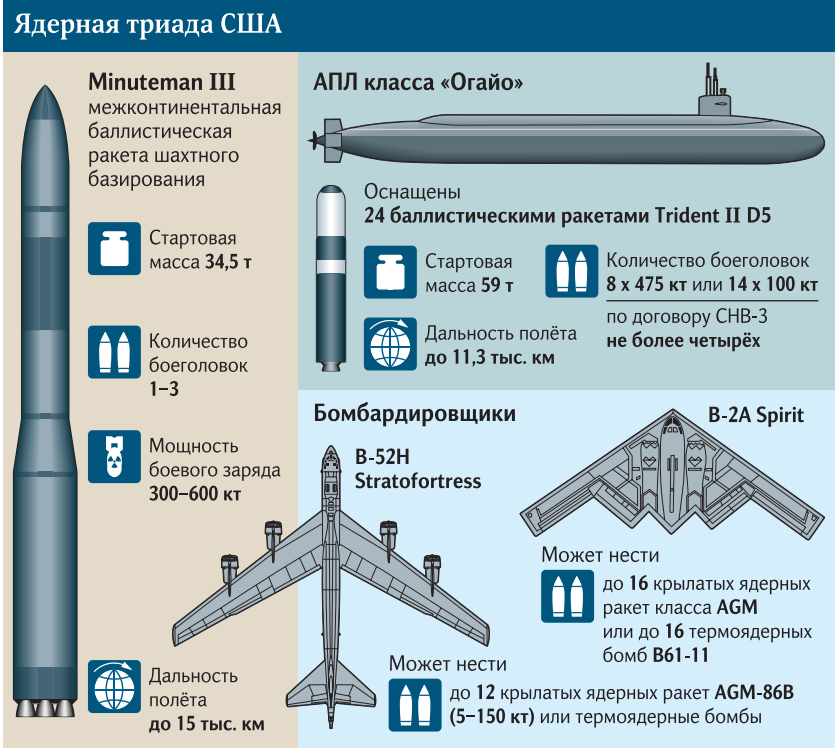 Ядерная триада США
Minuteman III
межконтинентальная
баллистическая
ракета шахтного
базирования
Стартовая
масса 34,5 т
Количество
боеголовок
1–3
Мощность
боевого заряда
300–600 кт
Дальность
полёта
до 15 тыс. км
АПЛ класса «Огайо»
Оснащены
24 баллистическими ракетами Trident II D5
Стартовая
масса 59 т
Количество боеголовок
8 х 475 кт или 14 х 100 кт
по договору СНВ-3
не более четырёх
Дальность полёта
до 11,3 тыс. км
Бомбардировщики
B-52H
Stratofortress
Может нести
до 12 крылатых ядерных ракет AGM-86B
(5–150 кт) или термоядерные бомбы
B-2A Spirit
Может нести
до 16 крылатых ядерных
ракет класса AGM
или до 16 термоядерных
бомб B61-11